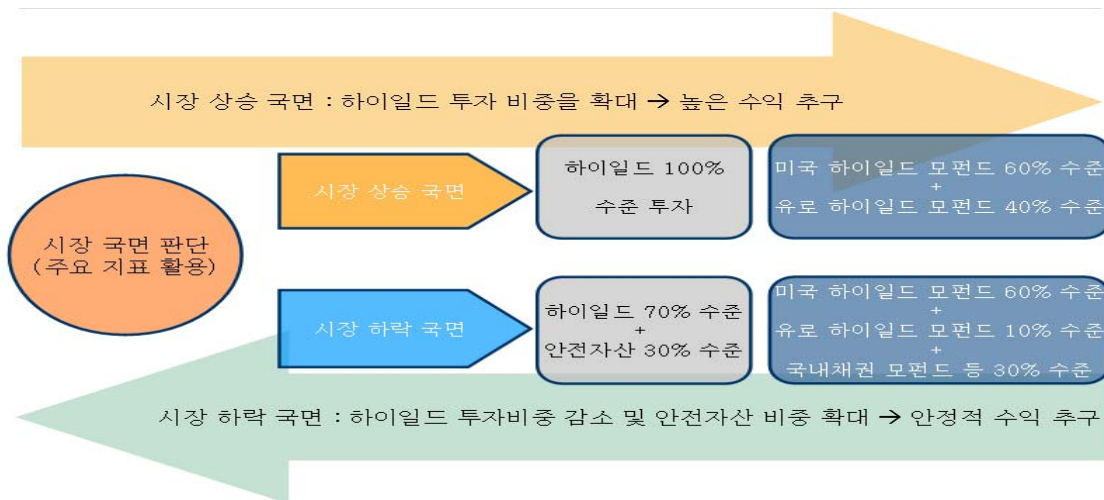 시장 상승 국면 : 하이일드 투자 비중을 확대 → 높은 수익 추구
시장 국면 판단
(주요 지표 활용)
시장 상승 국면
하이일드 100%
수준 투자
미국 하이일드 모펀드 60% 수준
+
유로 하이일드 모펀드 40% 수준
시장 하락 국면
하이일드 70% 수준
+
안전자산 30% 수준
미국 하이일드 모펀드 60% 수준
+
유로 하이일드 모펀드 10% 수준
+
국내채권 모펀드 등 30% 수준
시장 하락 국면 : 하이일드 투자비중 감소 및 안전자산 비중 확대 → 안정적 수익 추구